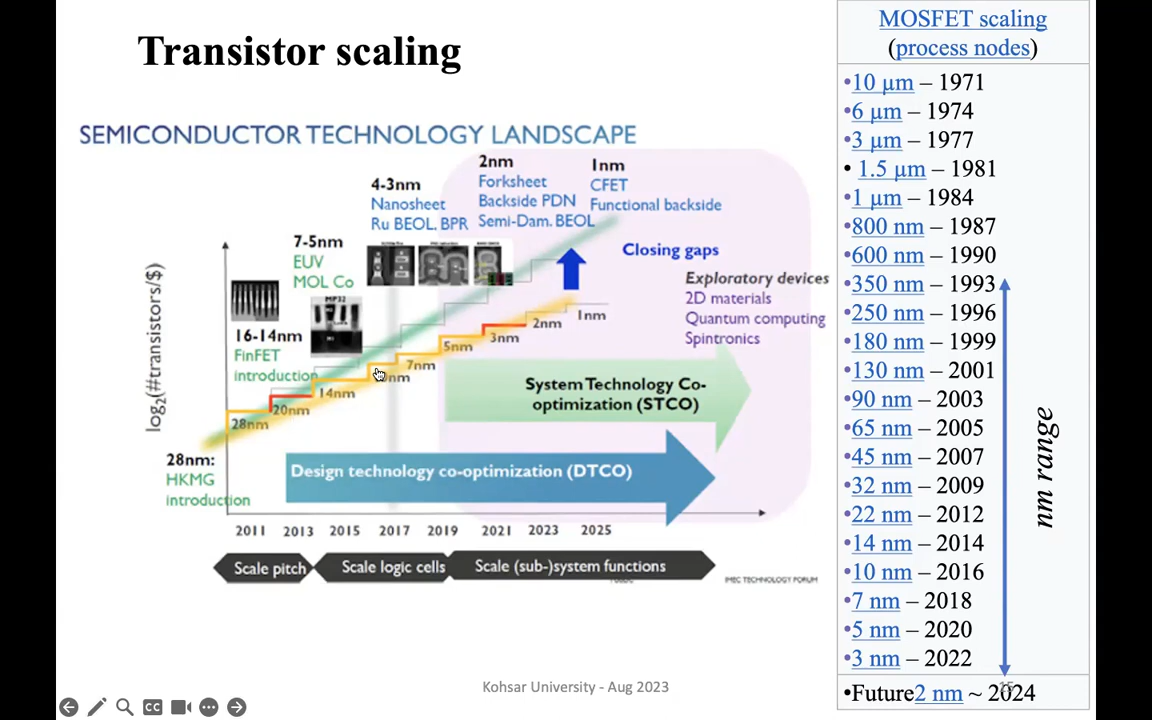 Transistor scaling
SEMICONDUCTOR TECHNOLOGY LANDSCAPE
2nm
Forksheet
Backside PDN
Semi-Dam. BEOL
1nm
CFET
Functional backside
4-3nm
Nanosheet
Ru BEOL. BPR
7-5nm
EUV
MOL Co
MP32
16-14nm
FinFET
introduction
28nm:
HKMG
introduction
Closing gaps
Exploratory devices
2D materials
Quantum computing
Spintronics
log2(#transistors/$)
28nm
20nm
14nm
nm
7nm
5nm
3nm
2nm
1nm
System Technology Co-
optimization (STCO)
Design technology co-optimization (DTCO)
2011 2013 2015 2017 2019 2021 2023 2025
Scale pitch
Scale logic cells
Scale (sub-)system functions
IMEC TECHNOLOGY FORUM
Kohsar University - Aug 2023
CC
MOSFET scaling
(process nodes)
•10 µm – 1971
•6 µm – 1974
•3 µm – 1977
• 1.5 µm – 1981
•1 µm – 1984
•800 nm – 1987
•600 nm – 1990
•350 nm – 1993
•250 nm – 1996
•180 nm – 1999
•130 nm – 2001
•90 nm – 2003
•65 nm – 2005
•45 nm – 2007
•32 nm – 2009
•22 nm – 2012
•14 nm – 2014
•10 nm – 2016
•7 nm – 2018
•5 nm – 2020
•3 nm – 2022
•Future2 nm ~ 2024
nm range
15